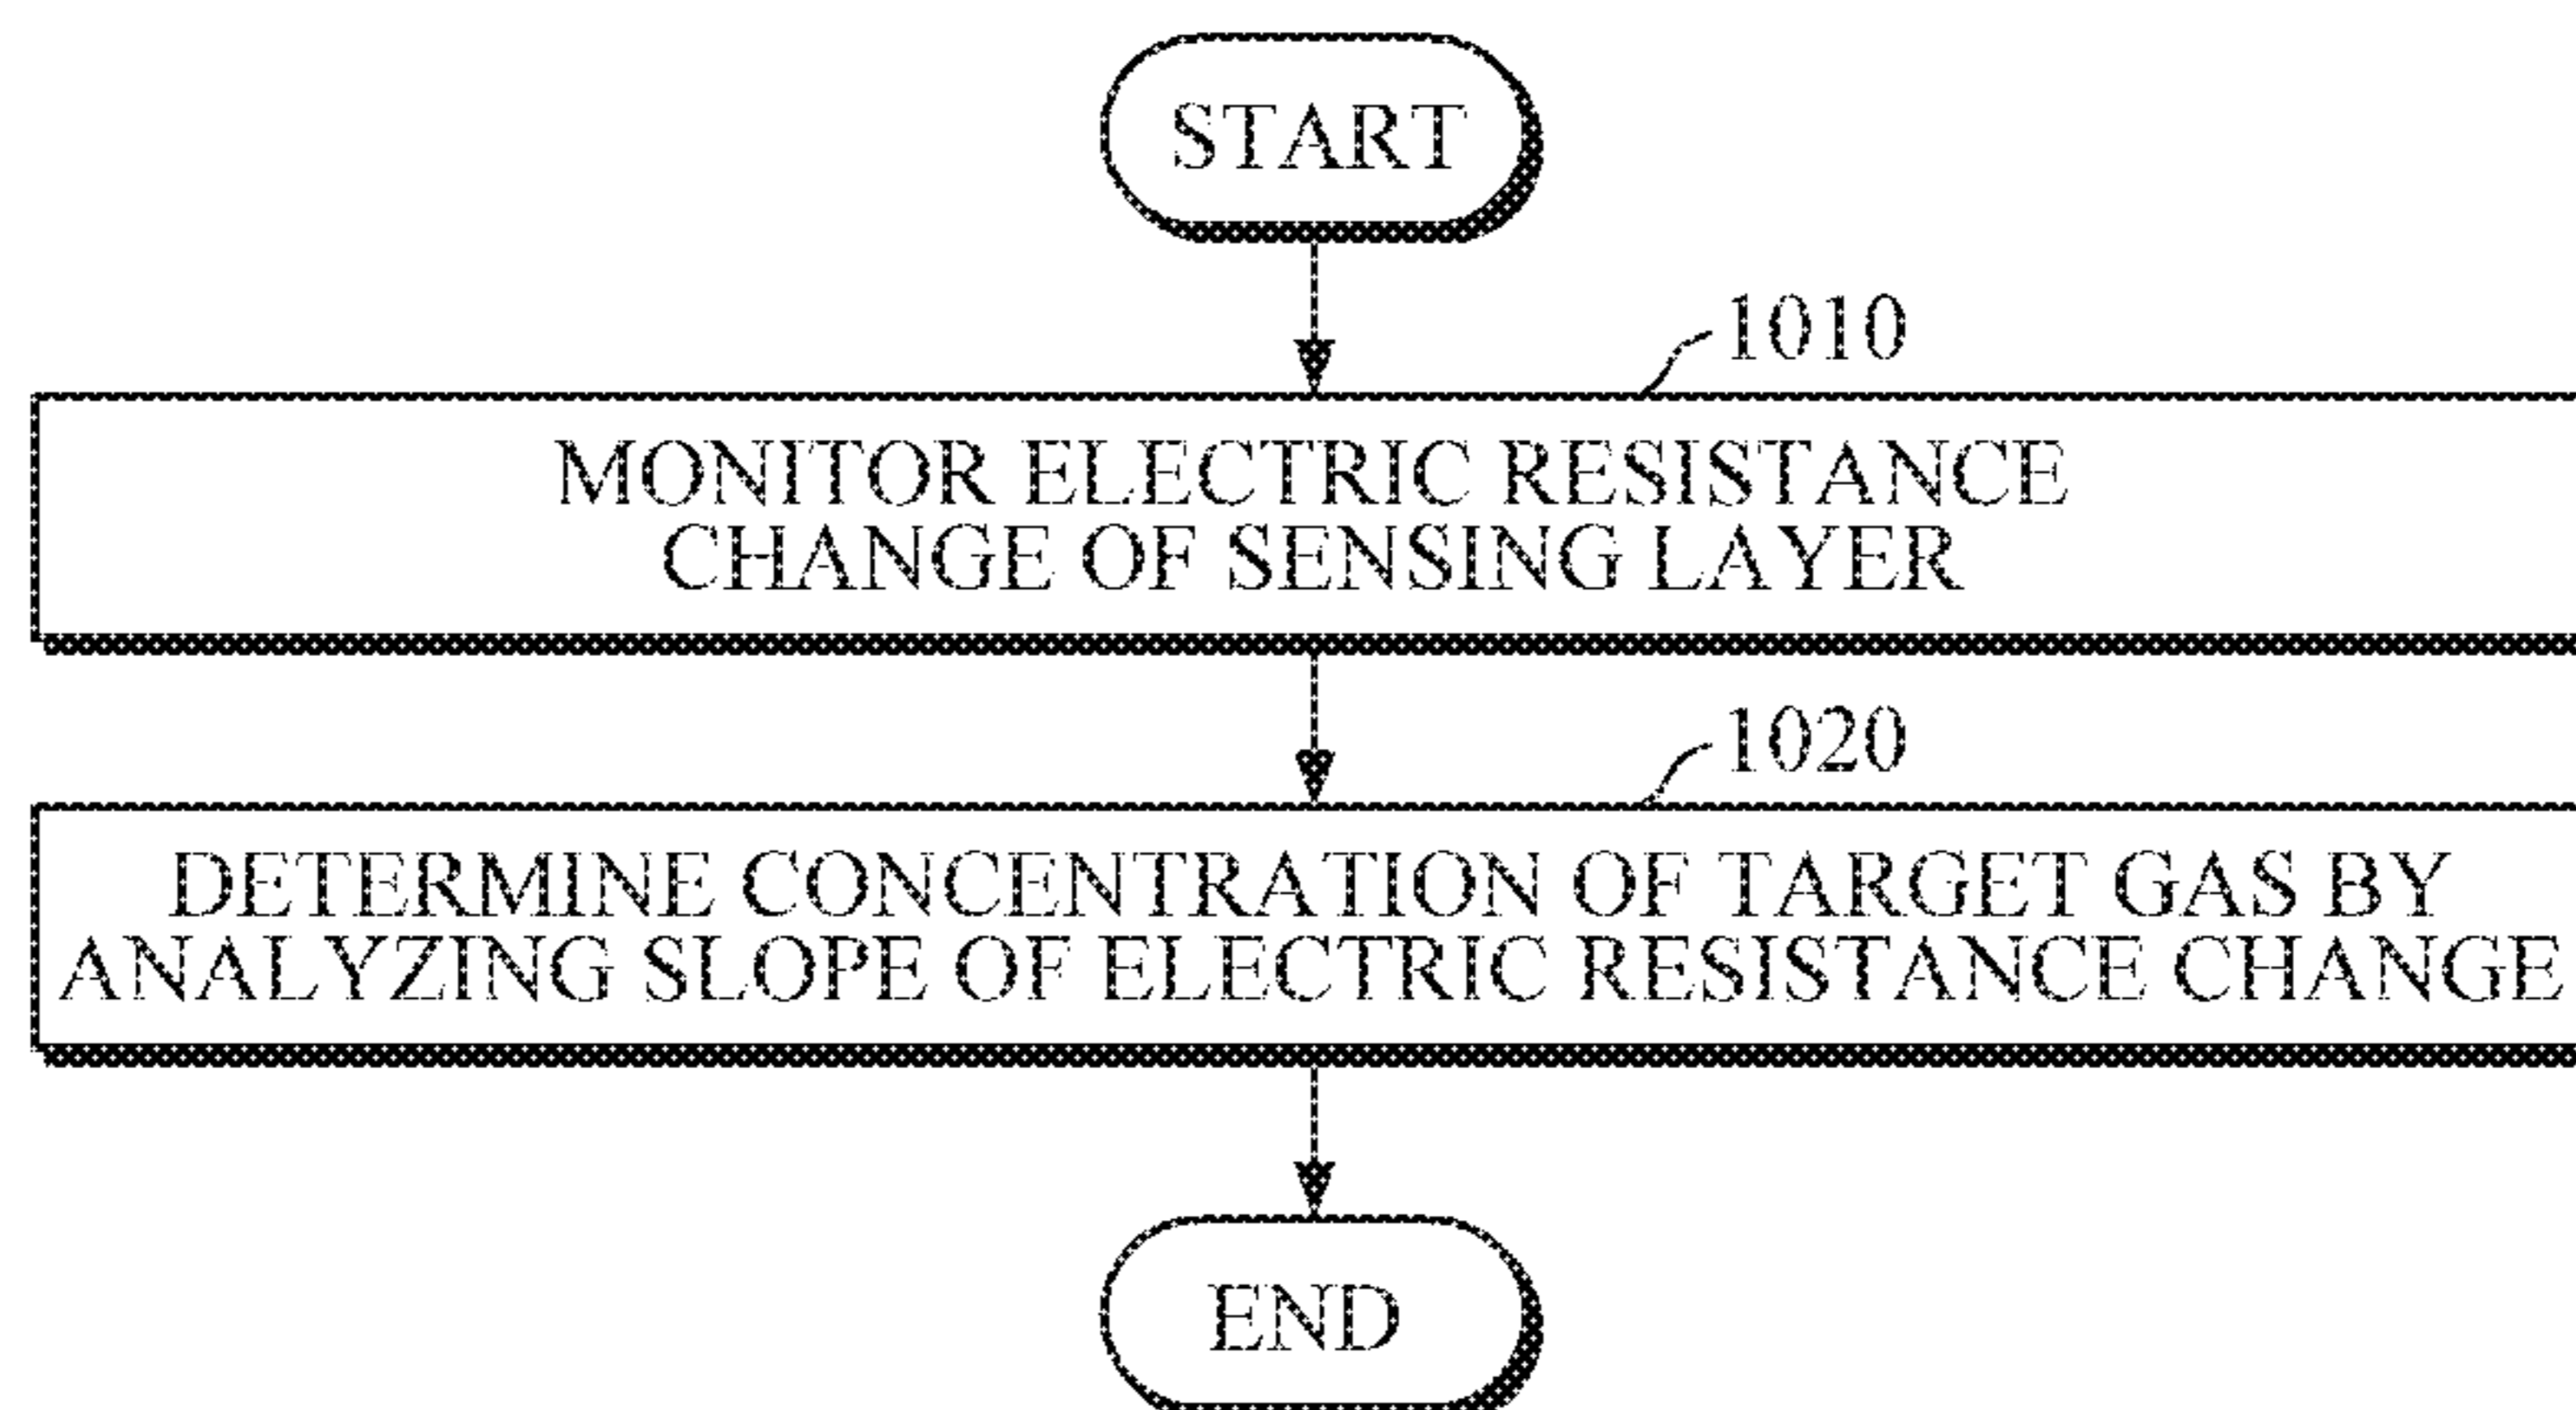 START
1010
MONITOR ELECTRIC RESISTANCE
CHANGE OF SENSING LAYER
1020
DETERMINE CONCENTRATION OF TARGET GAS BY
ANALYZING SLOPE OF ELECTRIC RESISTANCE CHANGE
END